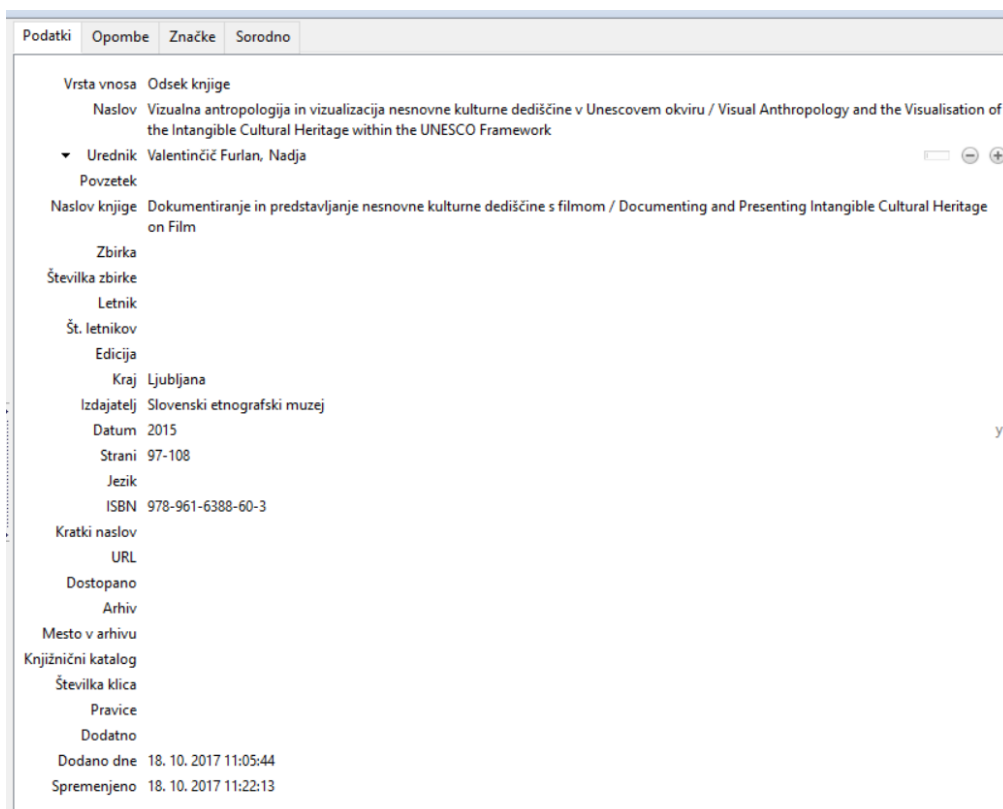 Podatki Opombe Značke Sorodno
Vrsta vnosa Odsek knjige
Naslov Vizualna antropologija in vizualizacija nesnovne kulturne dediščine v Unescovem okviru / Visual Anthropology and the Visualisation of
the Intangible Cultural Heritage within the UNESCO Framework
Urednik Valentinčič Furlan, Nadja
Povzetek
Naslov knjige Dokumentiranje in predstavljanje nesnovne kulturne dediščine s filmom / Documenting and Presenting Intangible Cultural Heritage
on Film
Zbirka
Številka zbirke
Letnik
Št. letnikov
Edicija
Kraj Ljubljana
Izdajatelj Slovenski etnografski muzej
Datum 2015 y
Strani 97-108
Jezik
ISBN 978-961-6388-60-3
Kratki naslov
URL
Dostopano
Arhiv
Mesto v arhivu
Knjižnični katalog
Številka klica
Pravice
Dodatno
Dodano dne 18. 10. 2017 11:05:44
Spremenjeno 18. 10. 2017 11:22:13